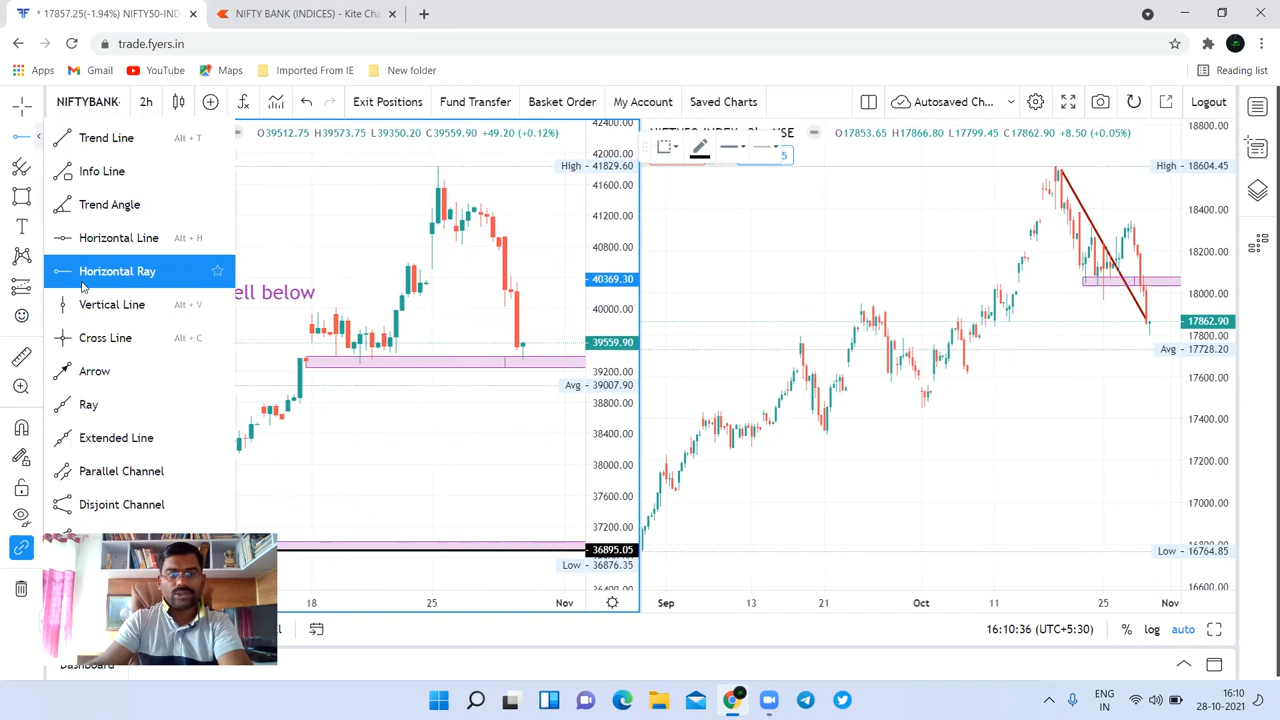 * 17857.25(-1.94%) NIFTY50-IND
NIFTY BANK (INDICES) - Kite Cha
trade.fyers.in
Apps
Gmail
YouTube
Maps
Imported From IE
New folder
Reading list
NIFTYBANK-
2h
Exit Positions
Fund Transfer
Basket Order
My Account
Saved Charts
Autosaved Ch...
Logout
Trend Line Alt + T
Info Line
Trend Angle
Horizontal Line Alt + H
Horizontal Ray
Vertical Line Alt + V
Cross Line Alt + C
Arrow
Ray
Extended Line
Parallel Channel
Disjoint Channel
O39512.75 H39573.75 L39350.20 C39559.90 +49.20 (+0.12%)
ell below
42400.00
42000.00
High 41829.60
41600.00
41200.00
40800.00
40369.30
40000.00
39559.90
39200.00
Avg 39007.90
38800.00
38400.00
38000.00
37600.00
37200.00
36895.05
Low 36876.35
36400.00
18
25
Nov
O17853.65 H17866.80 L17799.45 C17862.90 +8.50 (+0.05%)
5
18800.00
High 18604.45
18400.00
18200.00
18000.00
17862.90
17800.00
Avg 17728.20
17600.00
17400.00
17200.00
17000.00
Low 16764.85
16600.00
Sep
13
21
Oct
11
25
Nov
16:10:36 (UTC+5:30)
%
log
auto
ENG
IN
16:10
28-10-2021